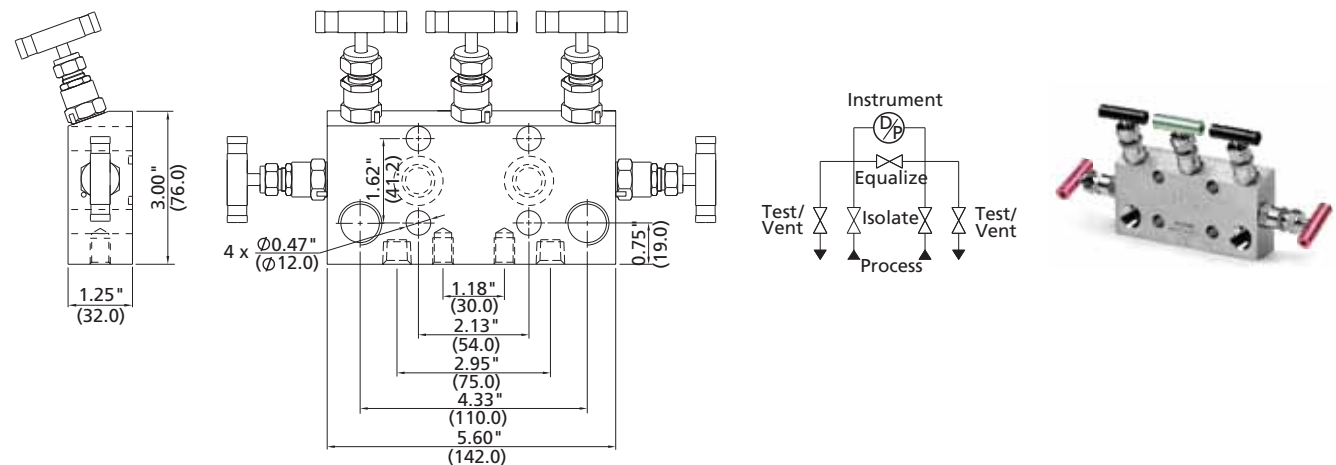 3.00"
(76.0)
1.25"
(32.0)
1.62"
(41.2)
4 x Ø0.47"
(Ø12.0)
0.75"
(19.0)
1.18"
(30.0)
2.13"
(54.0)
2.95"
(75.0)
4.33"
(110.0)
5.60"
(142.0)
Instrument
D/P
Equalize
Test/
Vent
Isolate
Test/
Vent
Process